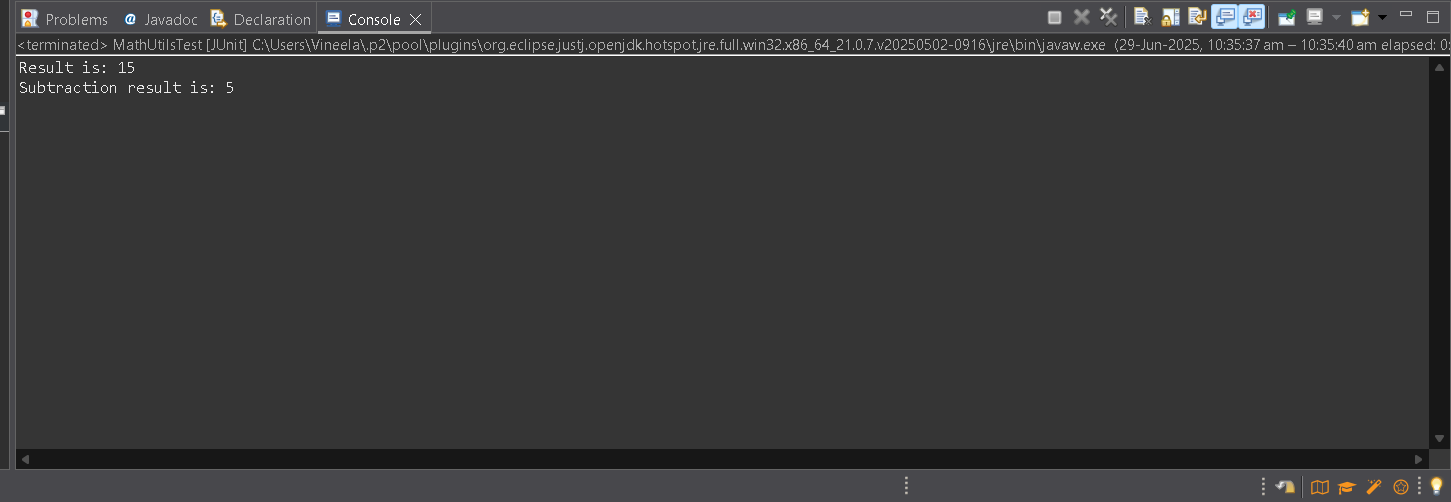 Problems @ Javadoc Declaration Console
<terminated> MathUtilsTest [JUnit] C:\Users\Vineela\.p2\pool\plugins\org.eclipse.justj.openjdk.hotspot.jre.full.win32.x86_64_21.0.7.v20250502-0916\jre\bin\javaw.exe (29-Jun-2025, 10:35:37 am – 10:35:40 am elapsed: 0:
Result is: 15
Subtraction result is: 5